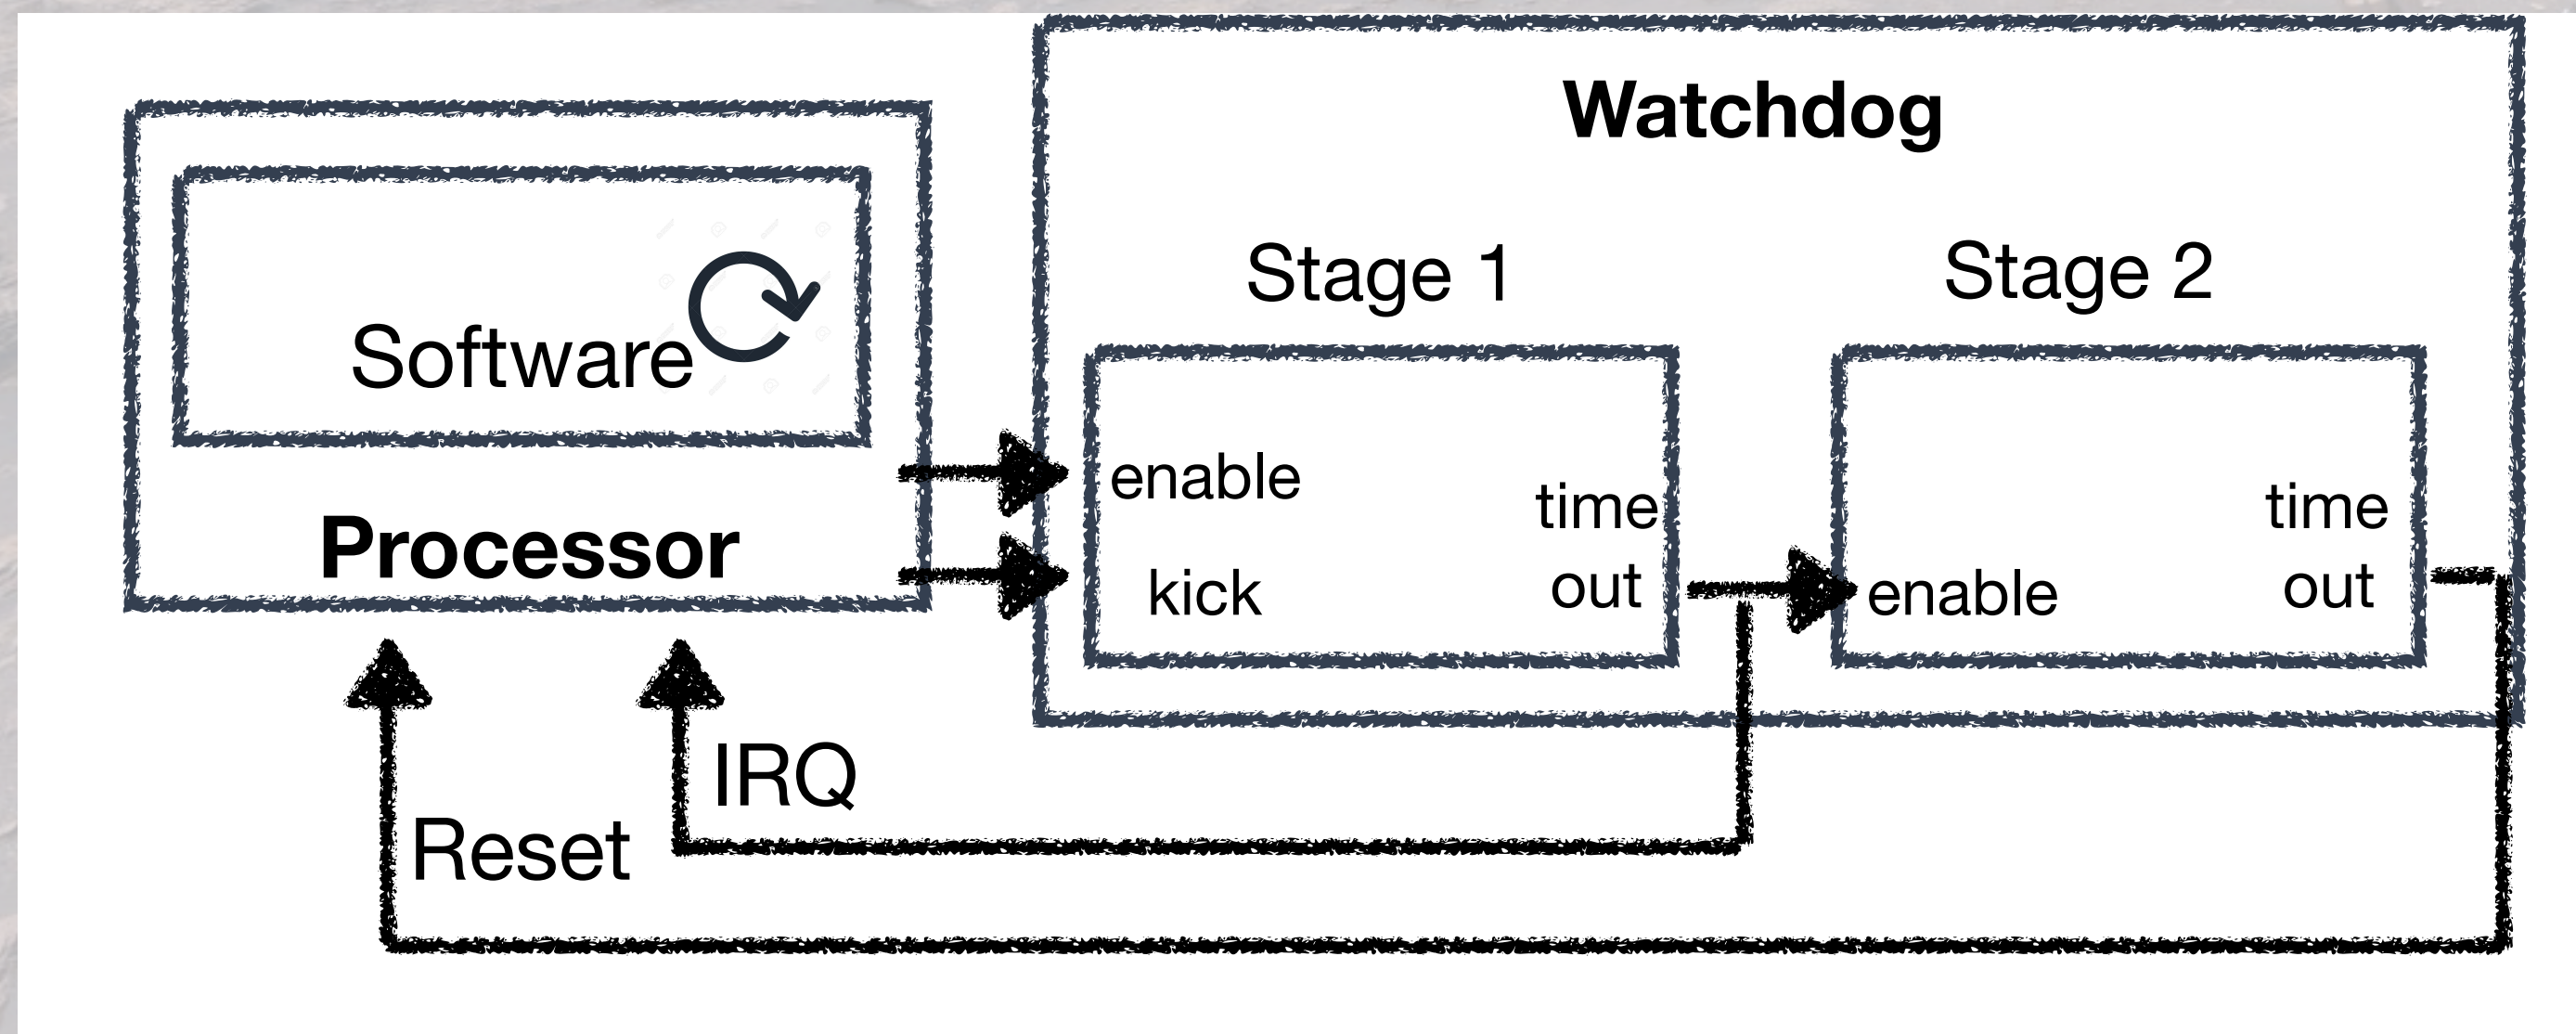 Watchdog
Stage 1
Stage 2
Software
Processor
enable
kick
time
out
enable
time
out
IRQ
Reset